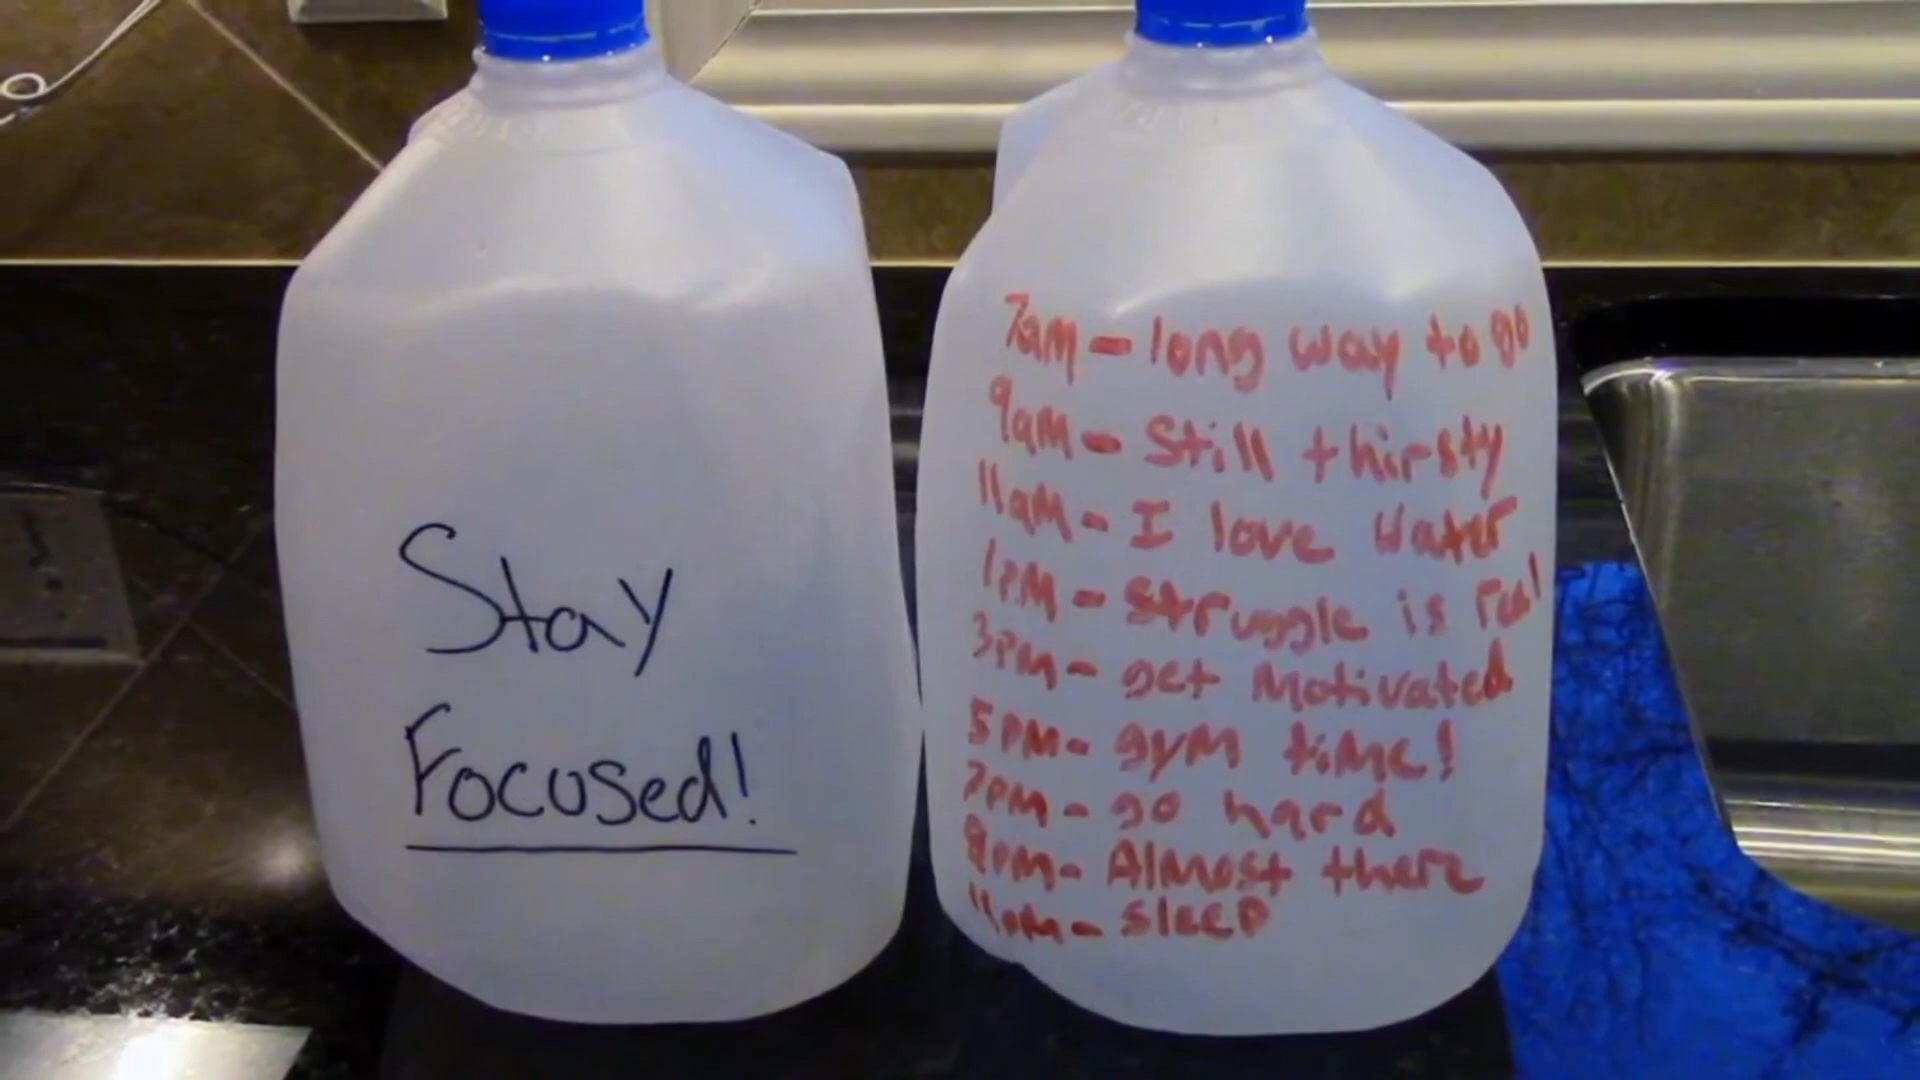 Stay
Focused!
7am - long way to go
9am - Still thirsty
11am - I love Water
1PM - struggle is real
3PM - get Motivated
5PM - gym time!
7PM - go hard
9PM - Almost there
11PM - sleep